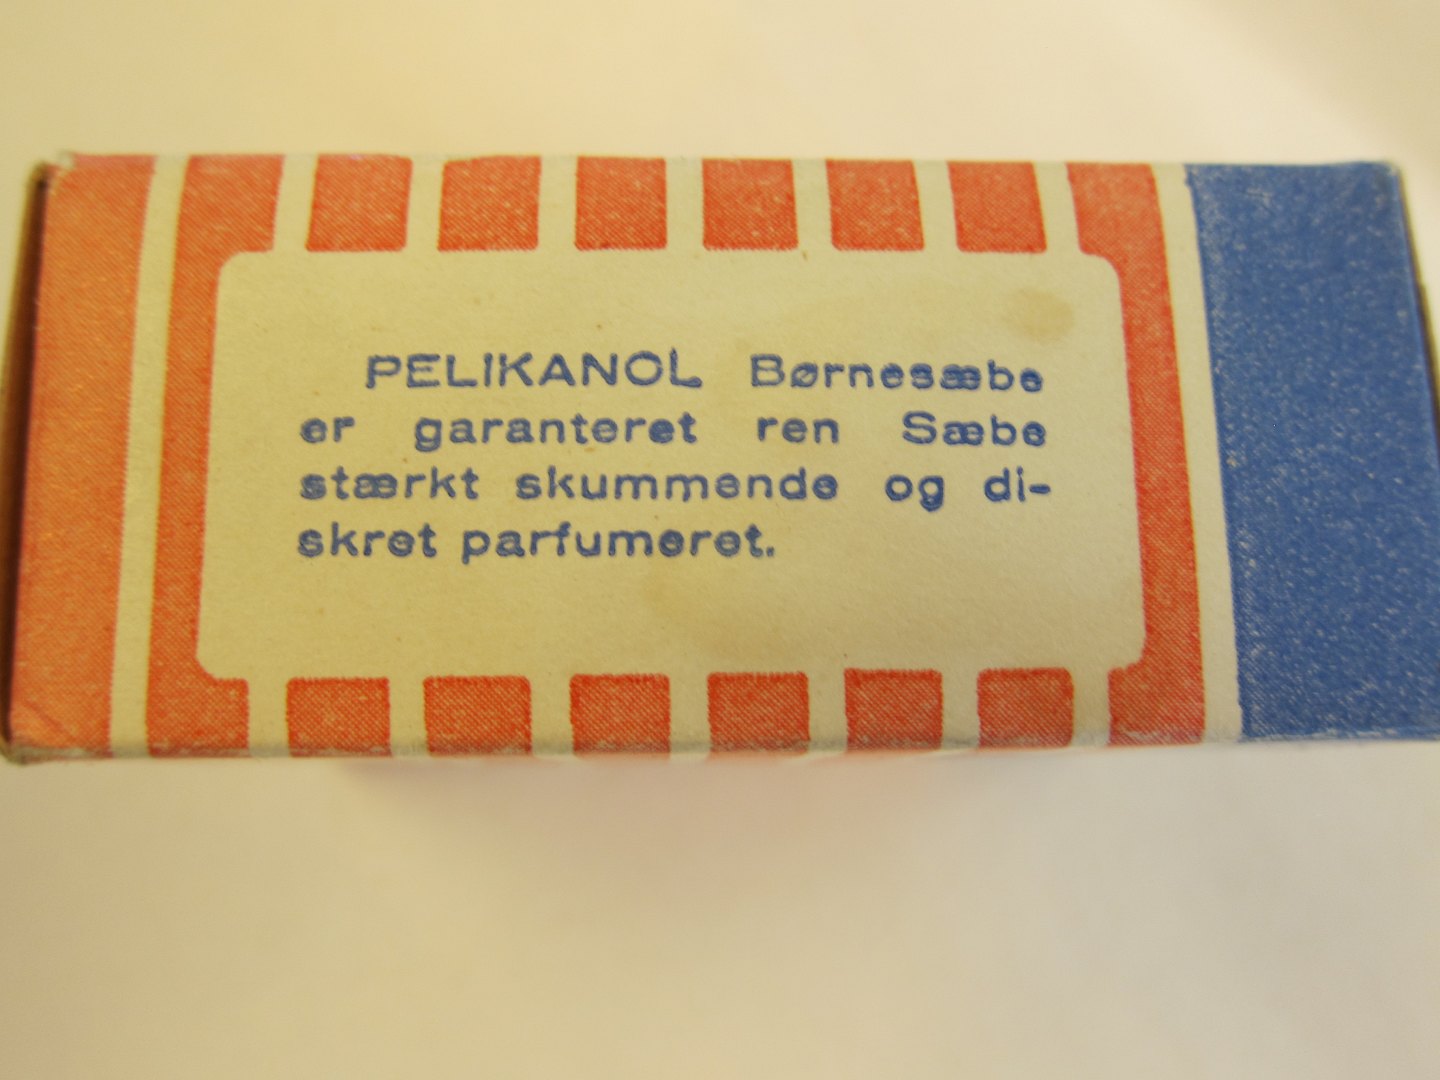 PELIKANOL Børnesæbe
er garanteret ren Sæbe
stærkt skummende og di-
skret parfumeret.